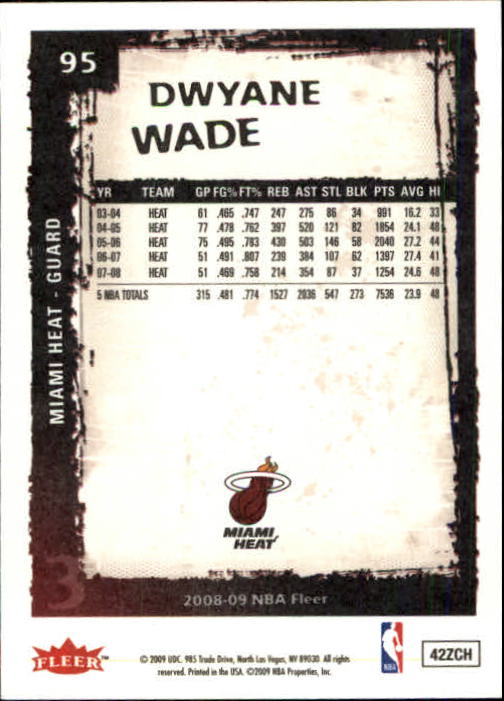 95
DWYANE
WADE
YR TEAM GP FG% FT% REB AST STL BLK PTS AVG HI
03-04 HEAT 61 .465 .747 247 275 86 34 991 16.2 33
04-05 HEAT 77 .478 .762 397 520 121 82 1854 24.1 48
05-06 HEAT 75 .495 .783 430 503 146 58 2040 27.2 44
06-07 HEAT 51 .491 .807 239 384 107 62 1397 27.4 41
07-08 HEAT 51 .469 .758 214 354 87 37 1254 24.6 48
5 NBA TOTALS 315 .481 .774 1527 2036 547 273 7536 23.9 48
MIAMI HEAT - GUARD
MIAMI
HEAT
3
2008-09 NBA Fleer
FLEER
© 2009 UDC. 985 Trade Drive, North Las Vegas, NV 89030. All rights
reserved. Printed in the USA. ©2009 NBA Properties, Inc.
NBA
42ZCH